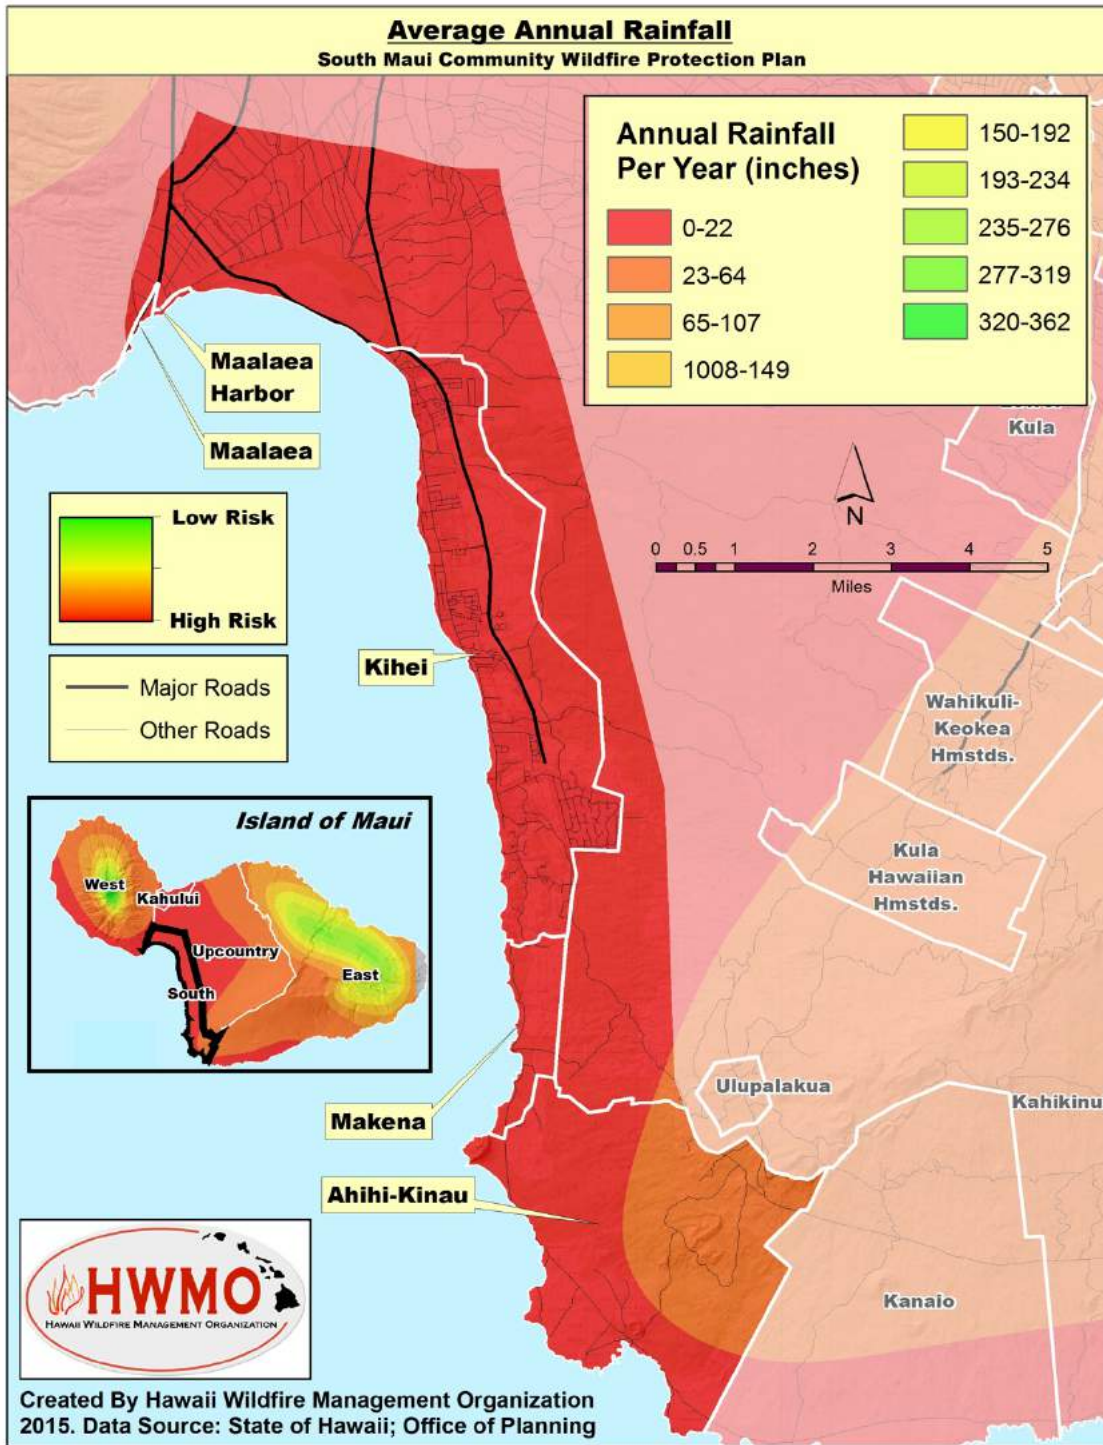 Average Annual Rainfall
South Maui Community Wildfire Protection Plan
Annual Rainfall
Per Year (inches)
0-22
23-64
65-107
1008-149
150-192
193-234
235-276
277-319
320-362
Kula
Maalaea
Harbor
Maalaea
N
0 0.5 1 2 3 4 5
Miles
Low Risk
High Risk
Major Roads
Other Roads
Kihei
Wahikuli-
Keokea
Hmstds.
Kula
Hawaiian
Hmstds.
Island of Maui
West
Kahului
Upcountry
East
South
Ulupalakua
Kahikinu
Makena
Ahihi-Kinau
Kanaio
HWMO
HAWAII WILDFIRE MANAGEMENT ORGANIZATION
Created By Hawaii Wildfire Management Organization
2015. Data Source: State of Hawaii; Office of Planning